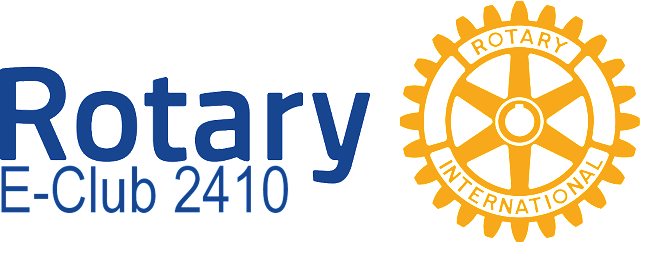 Rotary
E-Club 2410
ROTARY
INTERNATIONAL